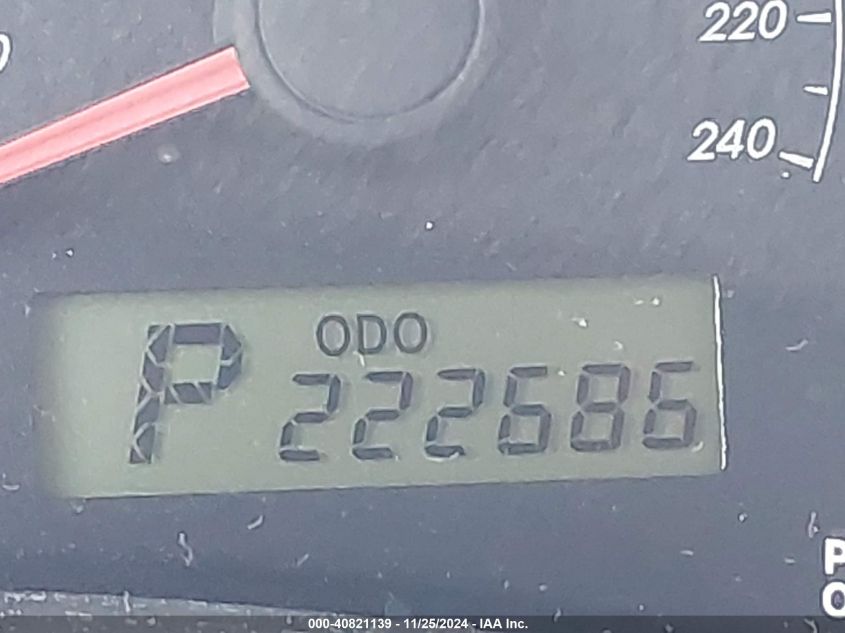 220
240
ODO
P 222686
P
O
000-40821139 - 11/25/2024 - IAA Inc.